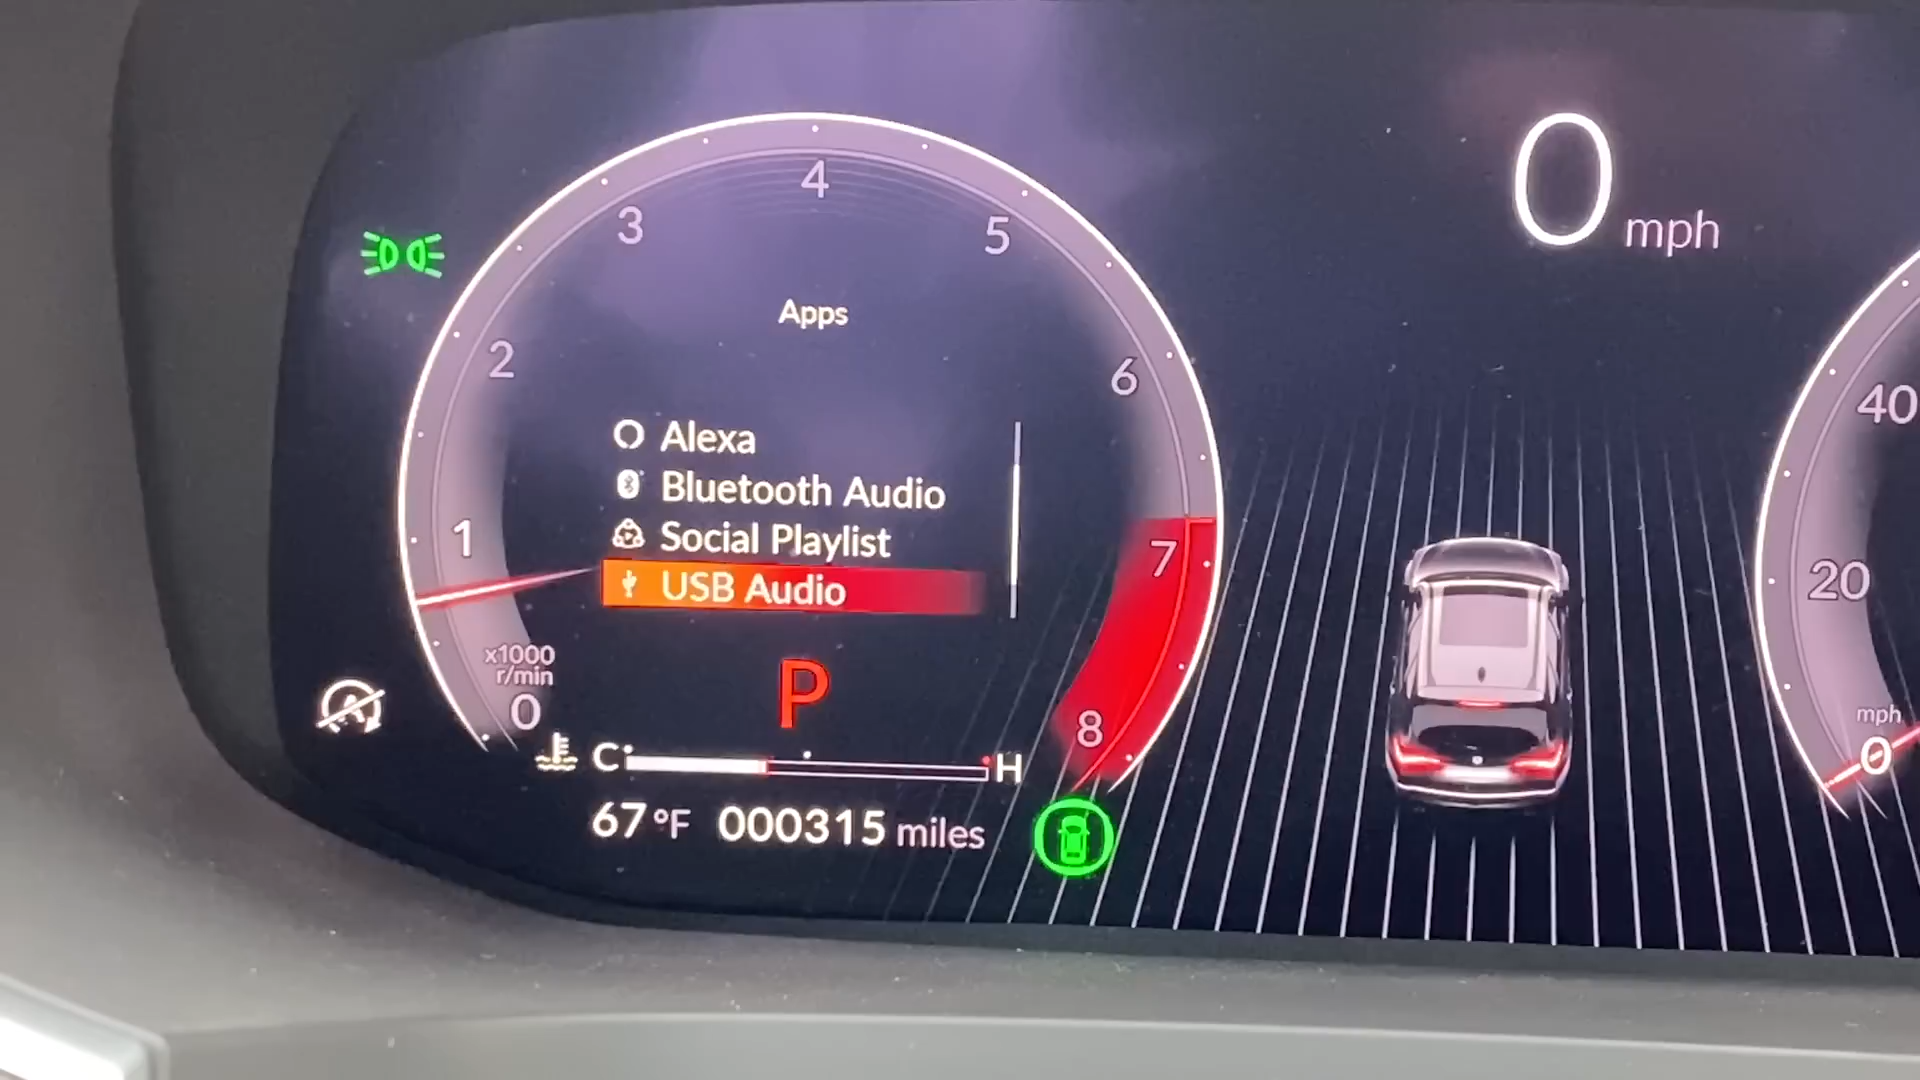 0 mph
4
3
5
Apps
2
6
40
Alexa
Bluetooth Audio
Social Playlist
1
7
USB Audio
20
x1000
r/min
0
P
8
mph
0
C
H
67 °F 000315 miles